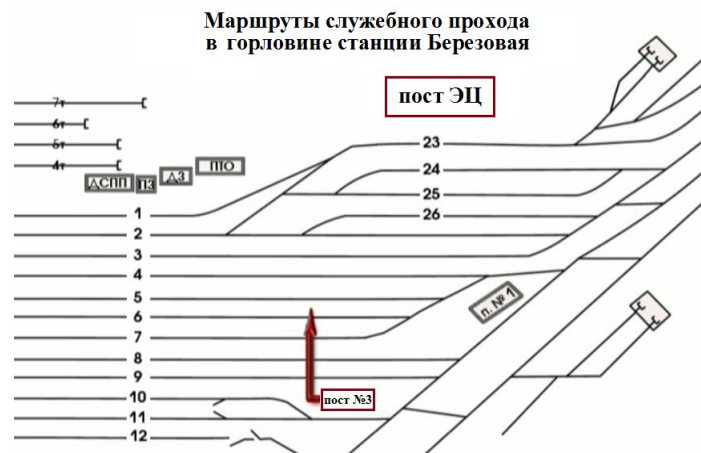 Маршруты служебного прохода
в горловине станции Березовая
пост ЭЦ
7т
6т
5т
4т
ПТО
ДЗ
ДСПП
ПЗ
23
24
25
26
1
2
3
4
5
6
7
8
9
10
11
12
п. № 1
пост №3